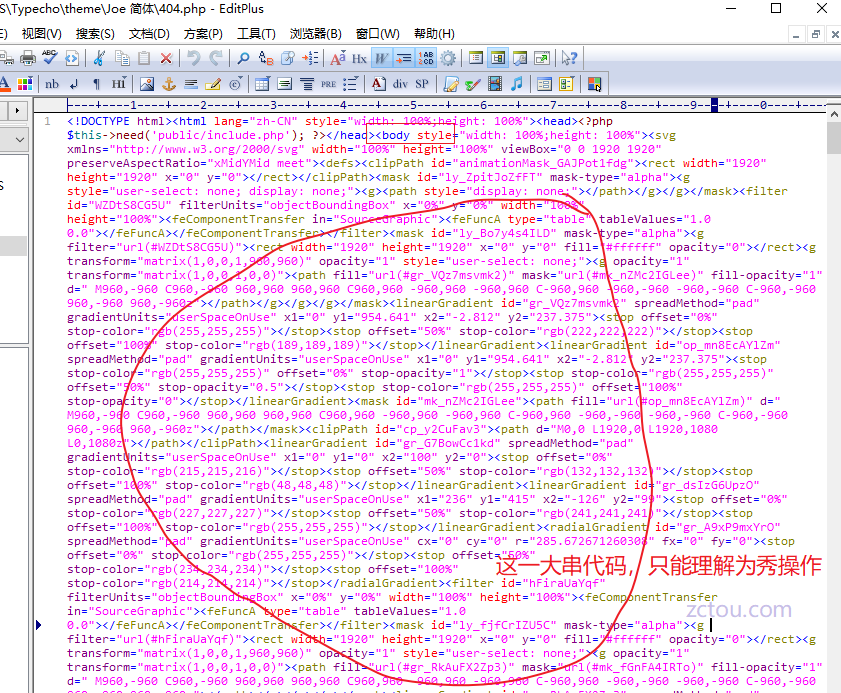 S\Typecho\theme\Joe 简体\404.php - EditPlus
E) 视图(V) 搜索(S) 文档(D) 方案(P) 工具(T) 浏览器(B) 窗口(W) 帮助(H)
nb
HI
PRE
A div SP
1 2 3 4 5 6 7 8 9 0
1 <!DOCTYPE html><html lang="zh-CN" style="width: 100%;height: 100%"><head><?php
$this->need('public/include.php'); ?></head><body style="width: 100%;height: 100%"><svg
xmlns="http://www.w3.org/2000/svg" width="100%" height="100%" viewBox="0 0 1920 1920"
preserveAspectRatio="xMidYMid meet"><defs><clipPath id="animationMask_GAJPot1fdg"><rect width="1920"
height="1920" x="0" y="0"></rect></clipPath><mask id="ly_ZpitJoZfFT" mask-type="alpha"><g
style="user-select: none; display: none;"><g><path style="display: none;"></path></g></g></mask><filter
id="WZDtS8CG5U" filterUnits="objectBoundingBox" x="0%" y="0%" width="100%"
height="100%"><feComponentTransfer in="SourceGraphic"><feFuncA type="table" tableValues="1.0
0.0"></feFuncA></feComponentTransfer></filter><mask id="ly_Bo7y4s4ILD" mask-type="alpha"><g
filter="url(#WZDtS8CG5U)"><rect width="1920" height="1920" x="0" y="0" fill="#ffffff" opacity="0"></rect><g
transform="matrix(1,0,0,1,960,960)" opacity="1" style="user-select: none;"><g opacity="1"
transform="matrix(1,0,0,1,0,0)"><path fill="url(#gr_VQz7msvmk2)" mask="url(#mk_nZMc2IGLee)" fill-opacity="1"
d=" M960,-960 C960,-960 960,960 960,960 C960,960 -960,960 -960,960 C-960,960 -960,-960 -960,-960 C-960,-960
-960,-960 960,-960z"></path></g></g></g></mask><linearGradient id="gr_VQz7msvmk2" spreadMethod="pad"
gradientUnits="userSpaceOnUse" x1="0" y1="954.641" x2="-2.812" y2="237.375"><stop offset="0%"
stop-color="rgb(255,255,255)"></stop><stop offset="50%" stop-color="rgb(222,222,222)"></stop><stop
offset="100%" stop-color="rgb(189,189,189)"></stop></linearGradient><linearGradient id="op_mn8EcAYlZm"
spreadMethod="pad" gradientUnits="userSpaceOnUse" x1="0" y1="954.641" x2="-2.812" y2="237.375"><stop
stop-color="rgb(255,255,255)" offset="0%" stop-opacity="1"></stop><stop stop-color="rgb(255,255,255)"
offset="50%" stop-opacity="0.5"></stop><stop stop-color="rgb(255,255,255)" offset="100%"
stop-opacity="0"></stop></linearGradient><mask id="mk_nZMc2IGLee"><path fill="url(#op_mn8EcAYlZm)" d="
M960,-960 C960,-960 960,960 960,960 C960,960 -960,960 -960,960 C-960,960 -960,-960 -960,-960 C-960,-960
960,-960 960,-960z"></path></mask><clipPath id="cp_y2CuFav3"><path d="M0,0 L1920,0 L1920,1080
L0,1080z"></path></clipPath><linearGradient id="gr_G7BowCc1kd" spreadMethod="pad"
gradientUnits="userSpaceOnUse" x1="0" y1="0" x2="100" y2="0"><stop offset="0%"
stop-color="rgb(215,215,216)"></stop><stop offset="50%" stop-color="rgb(132,132,132)"></stop><stop
offset="100%" stop-color="rgb(48,48,48)"></stop></linearGradient><linearGradient id="gr_dsIzG6UpzO"
spreadMethod="pad" gradientUnits="userSpaceOnUse" x1="236" y1="415" x2="-126" y2="99"><stop offset="0%"
stop-color="rgb(227,227,227)"></stop><stop offset="50%" stop-color="rgb(241,241,241)"></stop><stop
offset="100%" stop-color="rgb(255,255,255)"></stop></linearGradient><radialGradient id="gr_A9xP9mxYrO"
spreadMethod="pad" gradientUnits="userSpaceOnUse" cx="0" cy="0" r="285.672671260308" fx="0" fy="0"><stop
offset="0%" stop-color="rgb(255,255,255)"></stop><stop offset="50%"
stop-color="rgb(234,234,234)"></stop><stop offset="100%"
这一大串代码，只能理解为秀操作
stop-color="rgb(214,214,214)"></stop></radialGradient><filter id="hFiraUaYqf"
filterUnits="objectBoundingBox" x="0%" y="0%" width="100%" height="100%"><feComponentTransfer
zctou.com
in="SourceGraphic"><feFuncA type="table" tableValues="1.0
0.0"></feFuncA></feComponentTransfer></filter><mask id="ly_fjfCrIZU5C" mask-type="alpha"><g
filter="url(#hFiraUaYqf)"><rect width="1920" height="1920" x="0" y="0" fill="#ffffff" opacity="0"></rect><g
transform="matrix(1,0,0,1,960,960)" opacity="1" style="user-select: none;"><g opacity="1"
transform="matrix(1,0,0,1,0,0)"><path fill="url(#gr_RkAuFX2Zp3)" mask="url(#mk_fGnFA4IRTo)" fill-opacity="1"
d=" M960,-960 C960,-960 960,960 960,960 C960,960 -960,960 -960,960 C-960,960 -960,-960 -960,-960 C-960,-960